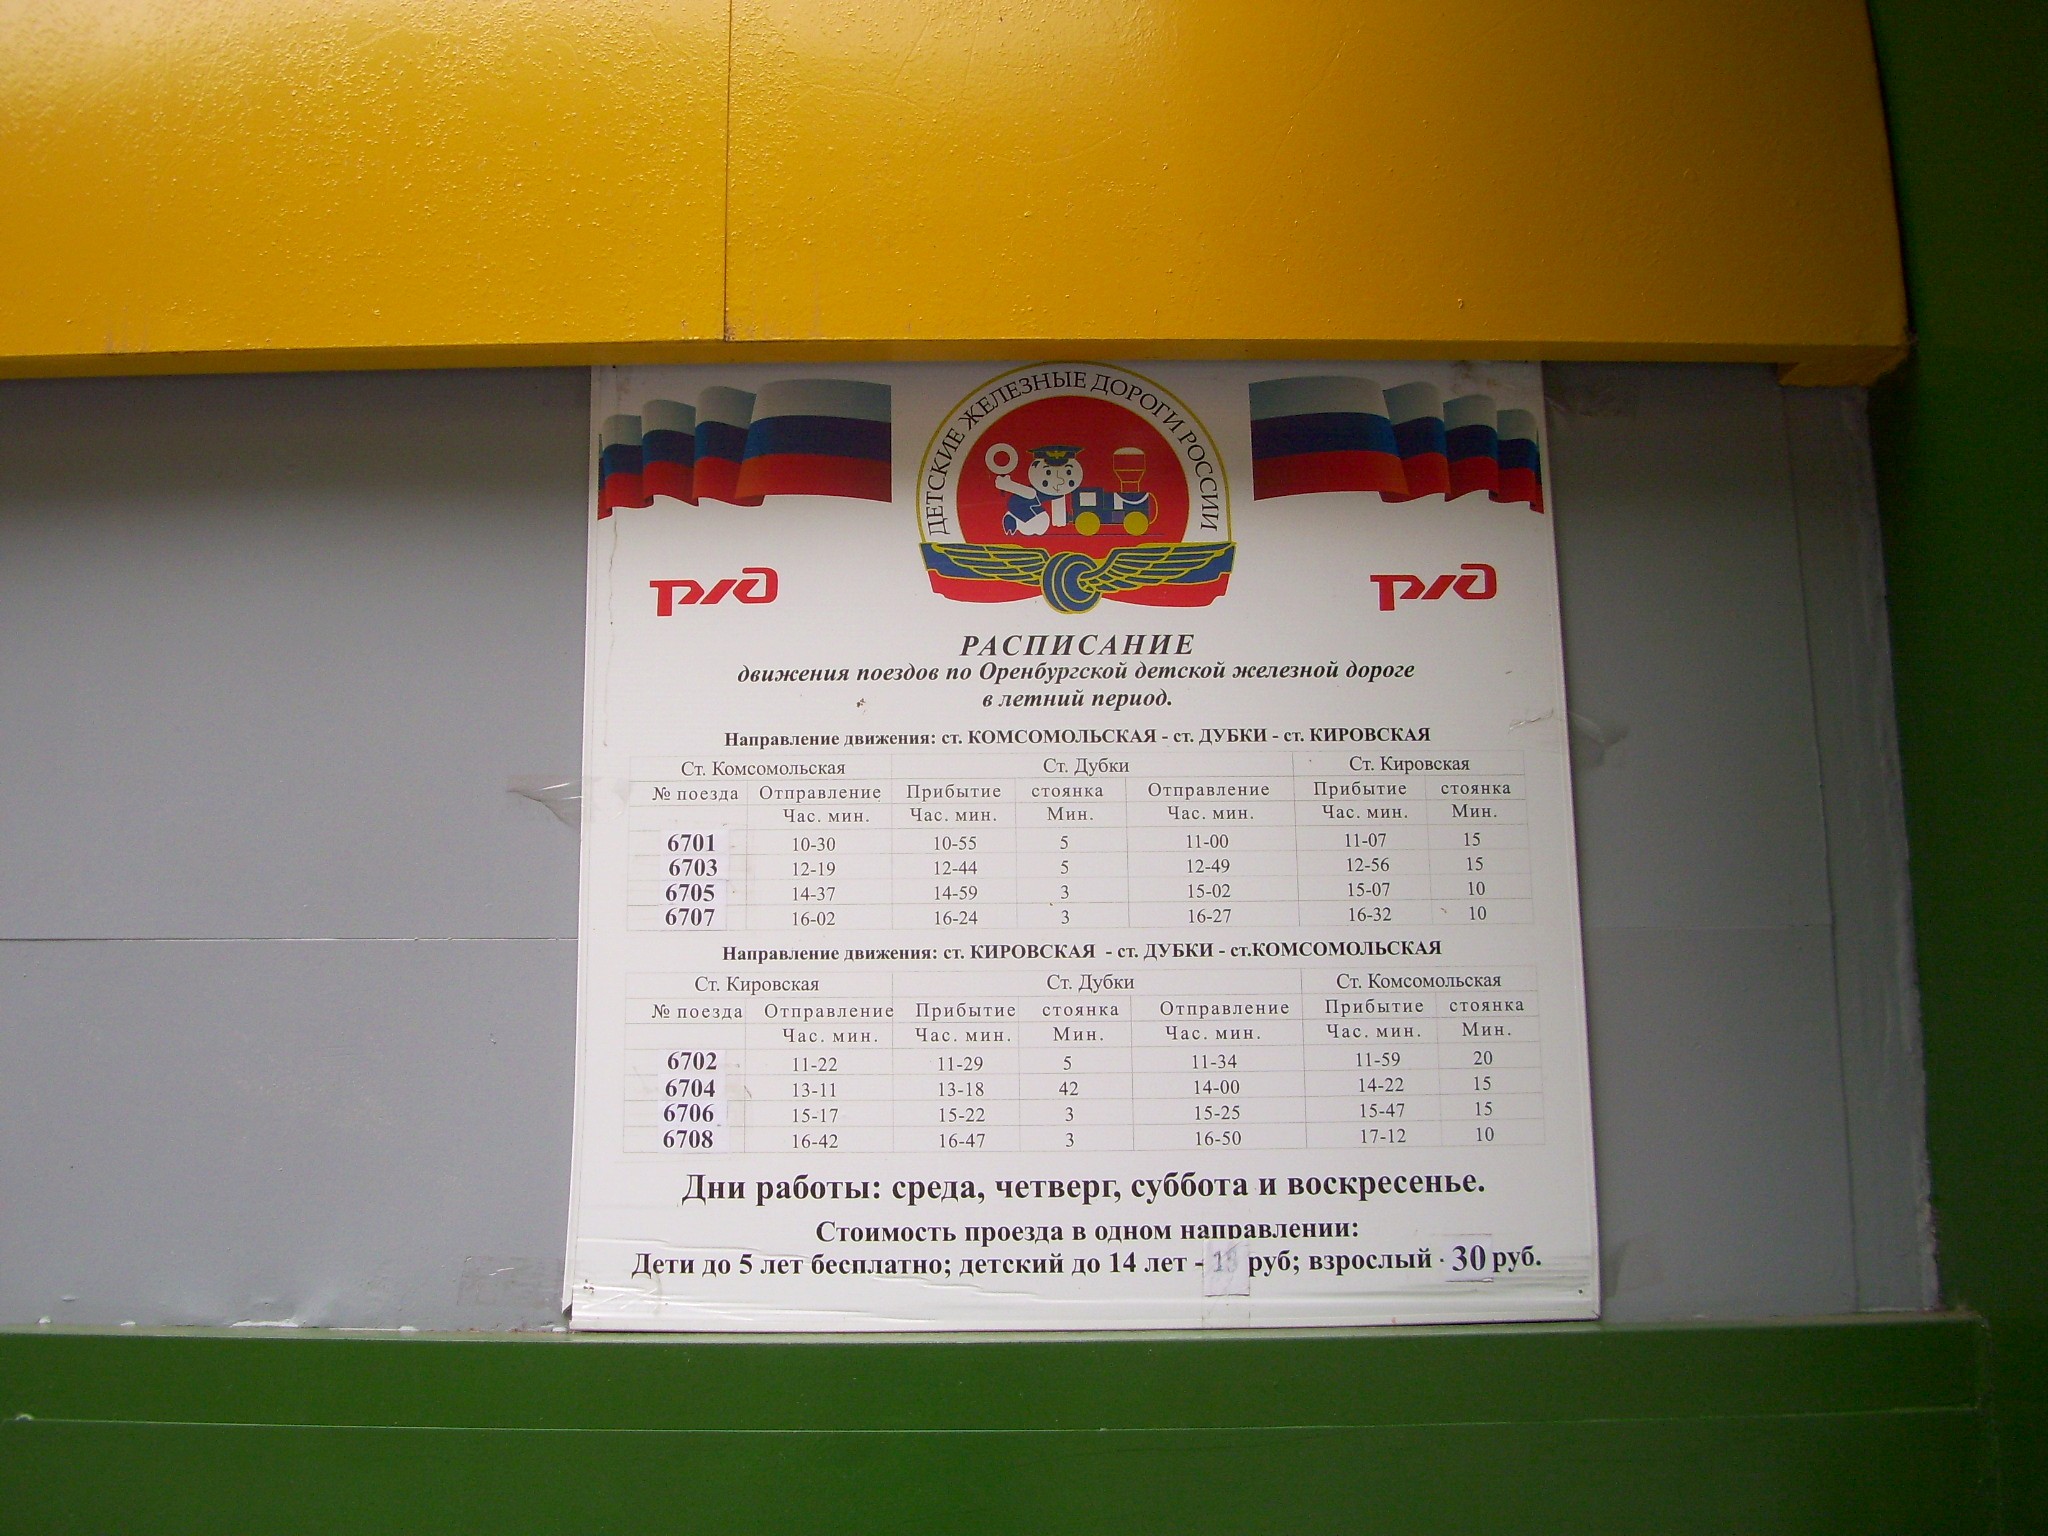 ДЕТСКИЕ ЖЕЛЕЗНЫЕ ДОРОГИ РОССИИ
РЖД РЖД
РАСПИСАНИЕ
движения поездов по Оренбургской детской железной дороге
в летний период.
Направление движения: ст. КОМСОМОЛЬСКАЯ - ст. ДУБКИ - ст. КИРОВСКАЯ
Ст. Комсомольская Ст. Дубки Ст. Кировская
№ поезда Отправление Прибытие стоянка Отправление Прибытие стоянка
Час. мин. Час. мин. Мин. Час. мин. Час. мин. Мин.
6701 10-30 10-55 5 11-00 11-07 15
6703 12-19 12-44 5 12-49 12-56 15
6705 14-37 14-59 3 15-02 15-07 10
6707 16-02 16-24 3 16-27 16-32 10
Направление движения: ст. КИРОВСКАЯ - ст. ДУБКИ - ст.КОМСОМОЛЬСКАЯ
Ст. Кировская Ст. Дубки Ст. Комсомольская
№ поезда Отправление Прибытие стоянка Отправление Прибытие стоянка
Час. мин. Час. мин. Мин. Час. мин. Час. мин. Мин.
6702 11-22 11-29 5 11-34 11-59 20
6704 13-11 13-18 42 14-00 14-22 15
6706 15-17 15-22 3 15-25 15-47 15
6708 16-42 16-47 3 16-50 17-12 10
Дни работы: среда, четверг, суббота и воскресенье.
Стоимость проезда в одном направлении:
Дети до 5 лет бесплатно; детский до 14 лет - руб; взрослый - 30 руб.